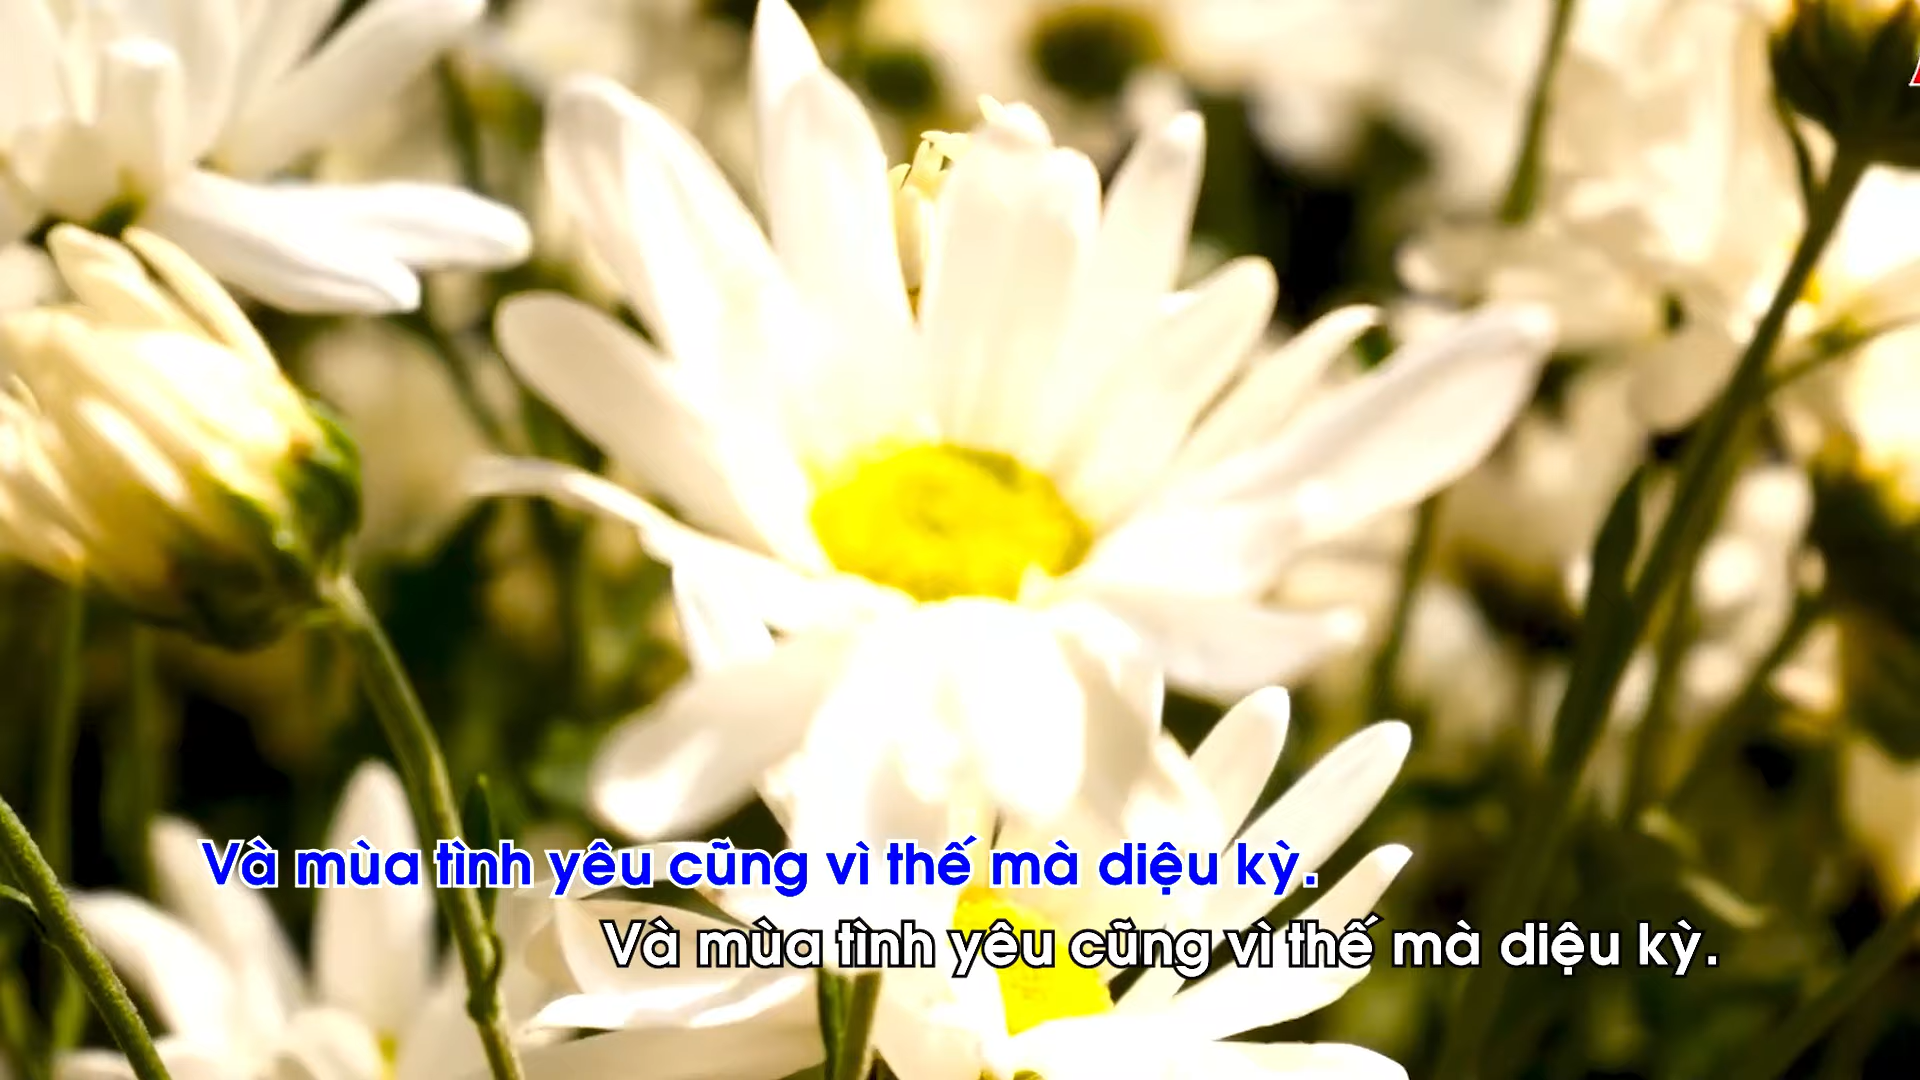 Và mùa tình yêu cũng vì thế mà diệu kỳ.
Và mùa tình yêu cũng vì thế mà diệu kỳ.